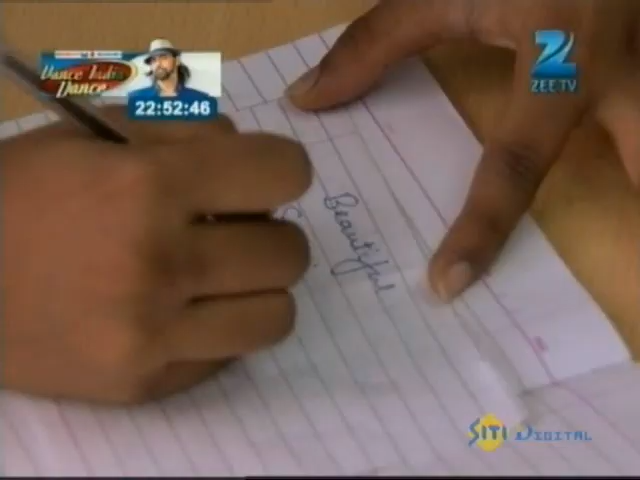 DANCE INDIA
DANCE
22:52:46
ZEE TV
Beautiful
SITI DIGITAL